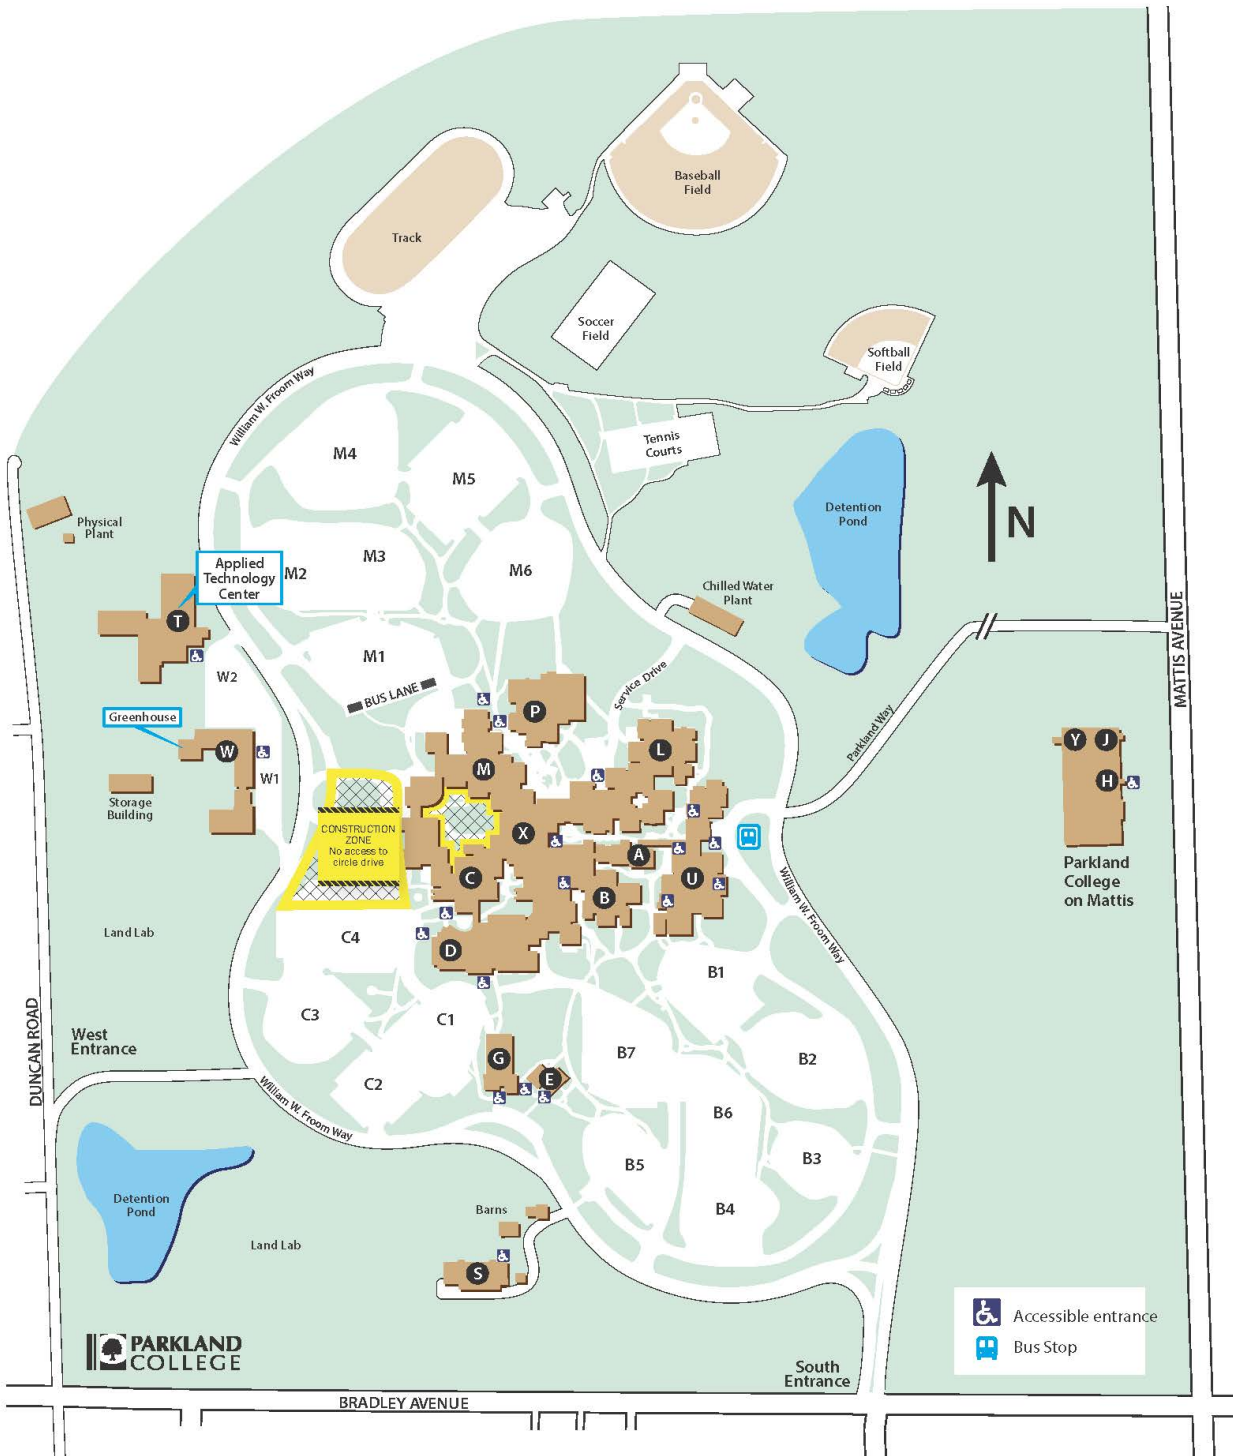 Baseball
Field
Track
Soccer
Field
Softball
Field
William W. Froom Way
Tennis
Courts
M4
M5
Detention
Pond
N
Physical
Plant
Applied
Technology
Center
M2
M3
M6
Chilled Water
Plant
T
MATTIS AVENUE
M1
W2
BUS LANE
Service Drive
P
Parkland Way
Greenhouse
W
L
Y
J
M
H
W1
Storage
Building
CONSTRUCTION
ZONE
No access to
circle drive
X
A
Parkland
College
on Mattis
C
U
B
William W. Froom Way
Land Lab
C4
D
B1
DUNCAN ROAD
West
Entrance
C3
C1
G
B7
B2
E
C2
B6
William W. Froom Way
B5
B3
Detention
Pond
Barns
B4
Land Lab
S
Accessible entrance
Bus Stop
PARKLAND
COLLEGE
South
Entrance
BRADLEY AVENUE